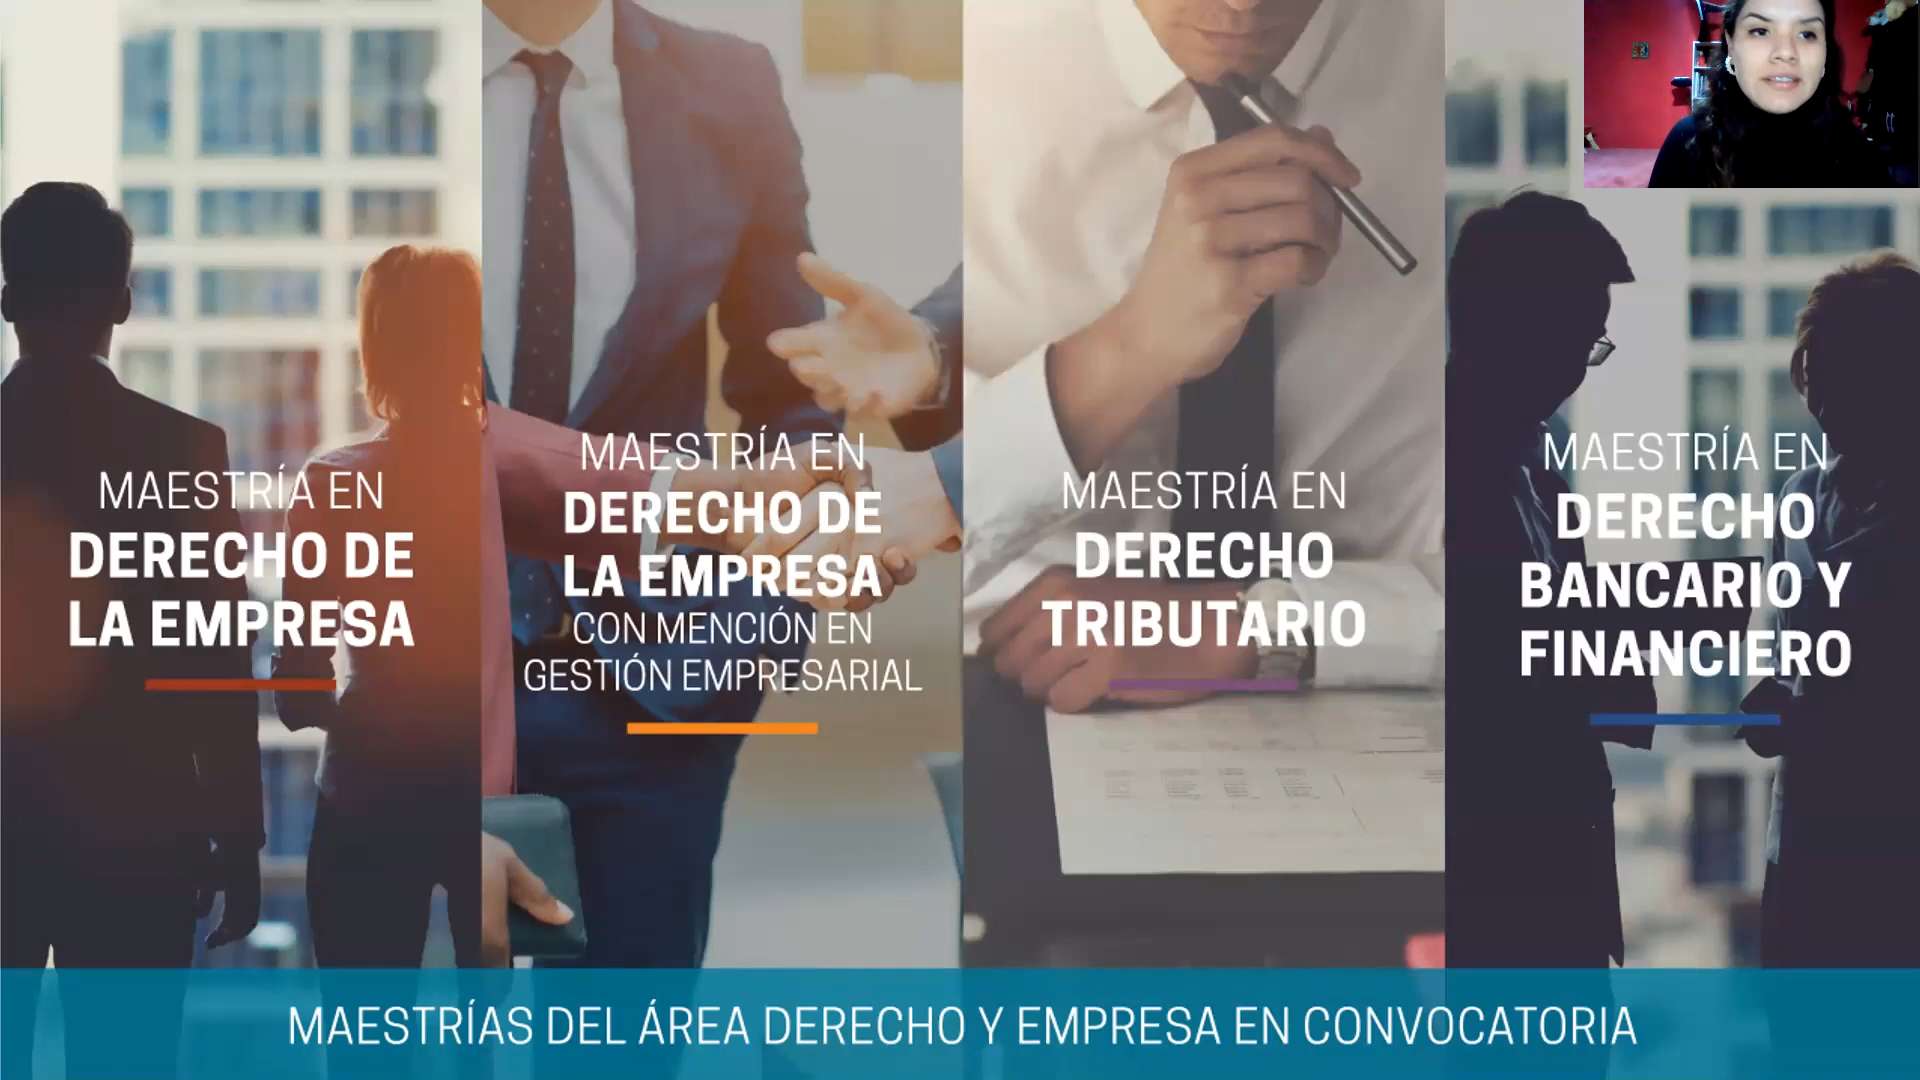 MAESTRÍA EN
DERECHO DE
LA EMPRESA
MAESTRÍA EN
DERECHO DE
LA EMPRESA
CON MENCIÓN EN
GESTIÓN EMPRESARIAL
MAESTRÍA EN
DERECHO
TRIBUTARIO
MAESTRÍA EN
DERECHO
BANCARIO Y
FINANCIERO
MAESTRÍAS DEL ÁREA DERECHO Y EMPRESA EN CONVOCATORIA